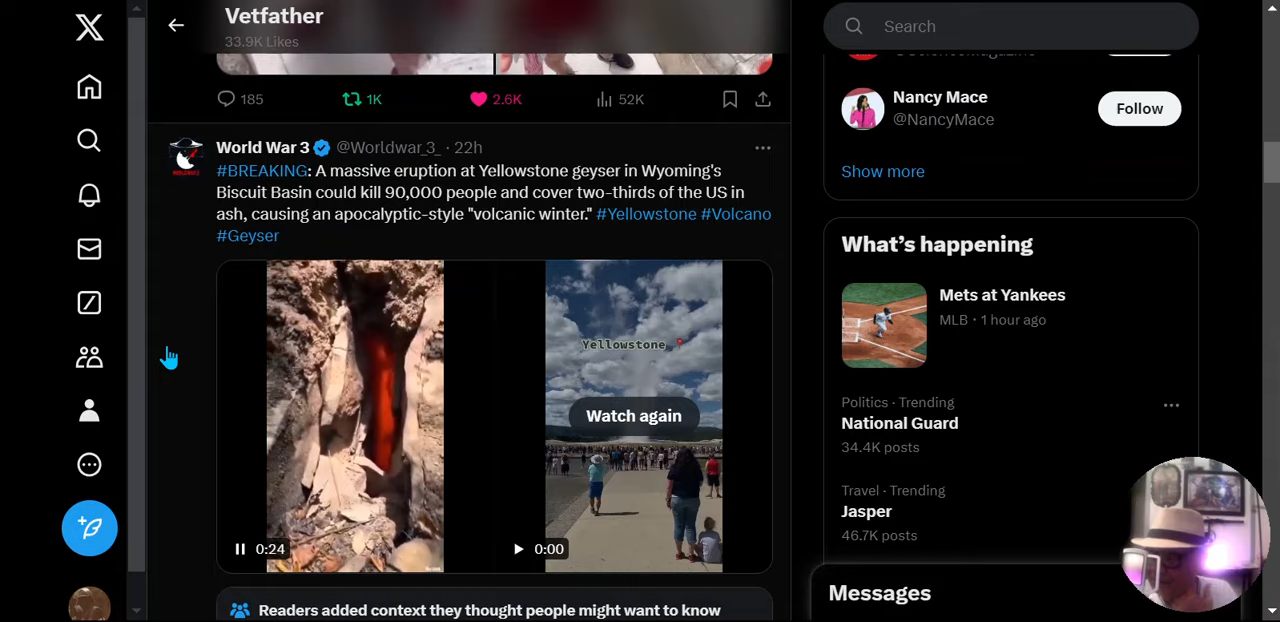 Vetfather
33.9K Likes
185
1K
2.6K
52K
World War 3 @Worldwar_3_ · 22h
#BREAKING: A massive eruption at Yellowstone geyser in Wyoming's
Biscuit Basin could kill 90,000 people and cover two-thirds of the US in
ash, causing an apocalyptic-style "volcanic winter." #Yellowstone #Volcano
#Geyser
Yellowstone
Watch again
0:24
0:00
Readers added context they thought people might want to know
Search
Nancy Mace
@NancyMace
Follow
Show more
What's happening
Mets at Yankees
MLB · 1 hour ago
Politics · Trending
National Guard
34.4K posts
Travel · Trending
Jasper
46.7K posts
Messages